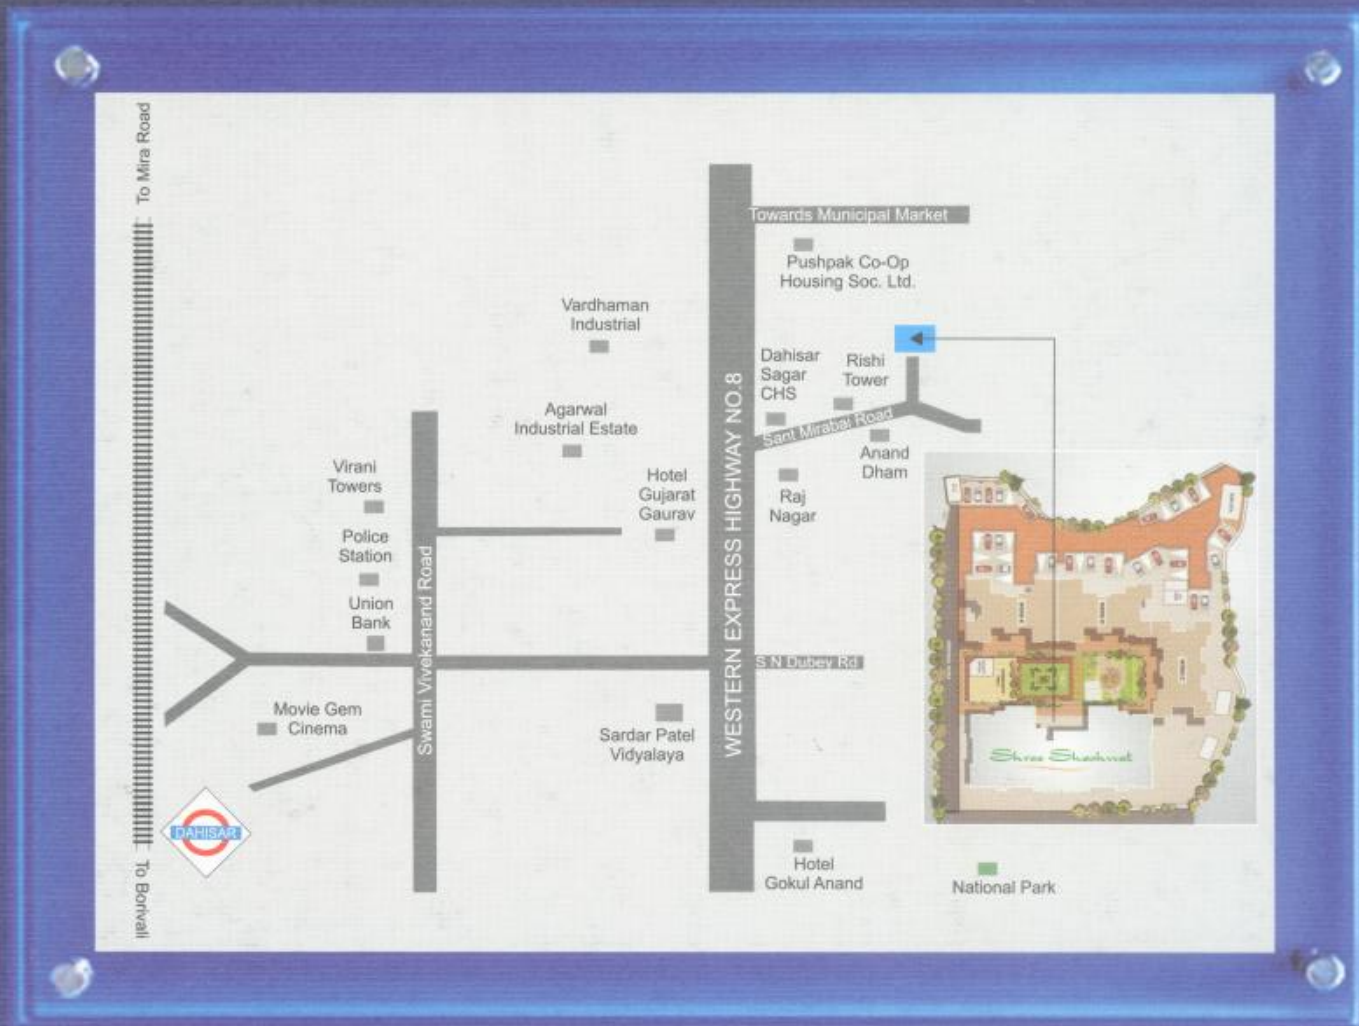 To Mira Road
Towards Municipal Market
Pushpak Co-Op
Housing Soc. Ltd.
Vardhaman
Industrial
Dahisar
Sagar
CHS
Rishi
Tower
Agarwal
Industrial Estate
Sant Mirabai Road
Anand
Dham
Virani
Towers
Hotel
Gujarat
Gaurav
Raj
Nagar
WESTERN EXPRESS HIGHWAY NO.8
Police
Station
Swami Vivekanand Road
Union
Bank
S N Dubey Rd
Movie Gem
Cinema
Sardar Patel
Vidyalaya
Shree Shashwat
DAHISAR
To Borivali
Hotel
Gokul Anand
National Park